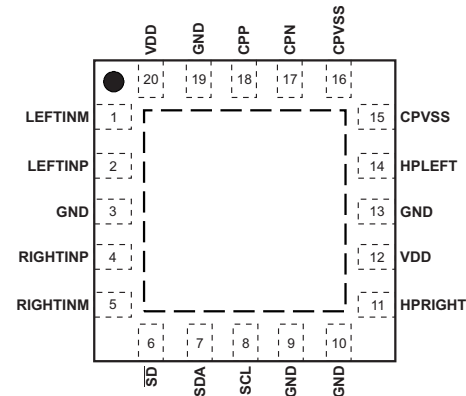 VDD
GND
CPP
CPN
CPVSS
20
19
18
17
16
LEFTINM 1
15 CPVSS
LEFTINP 2
14 HPLEFT
GND 3
13 GND
RIGHTINP 4
12 VDD
RIGHTINM 5
11 HPRIGHT
6
7
8
9
10
SD
SDA
SCL
GND
GND